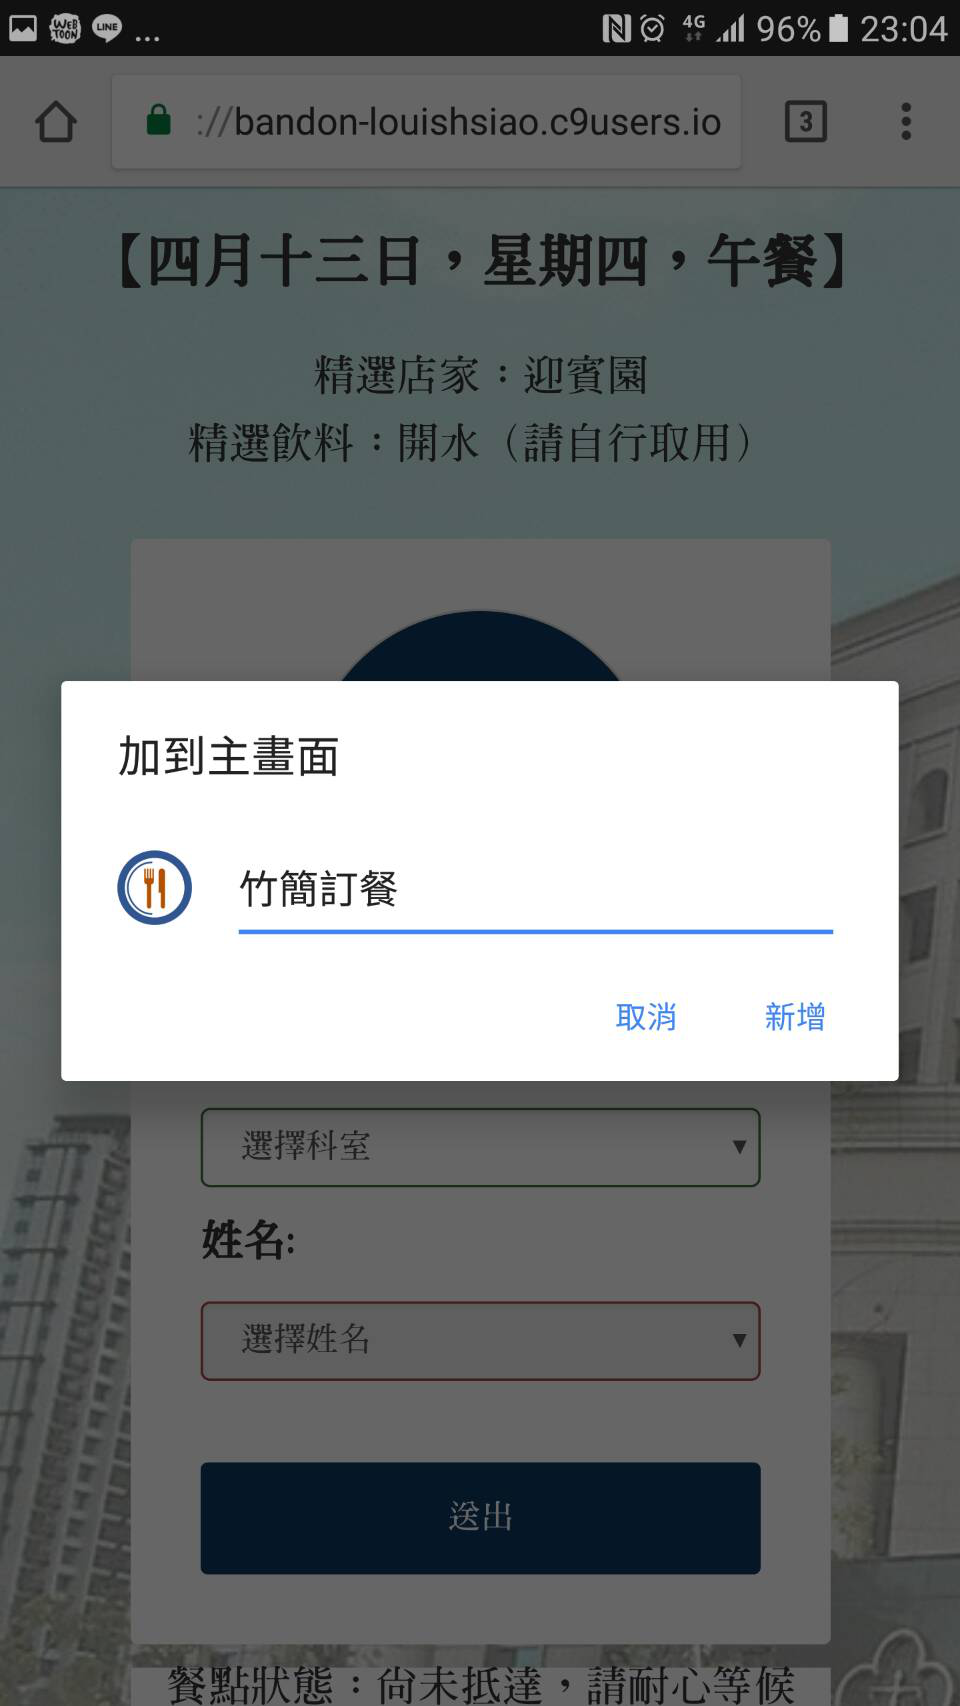 WEB
TOON
LINE
...
4G
96%
23:04
://bandon-louishsiao.c9users.io
3
【四月十三日，星期四，午餐】
精選店家：迎賓園
精選飲料：開水（請自行取用）
加到主畫面
竹簡訂餐
取消
新增
選擇科室
姓名:
選擇姓名
送出
餐點狀態：尚未抵達，請耐心等候